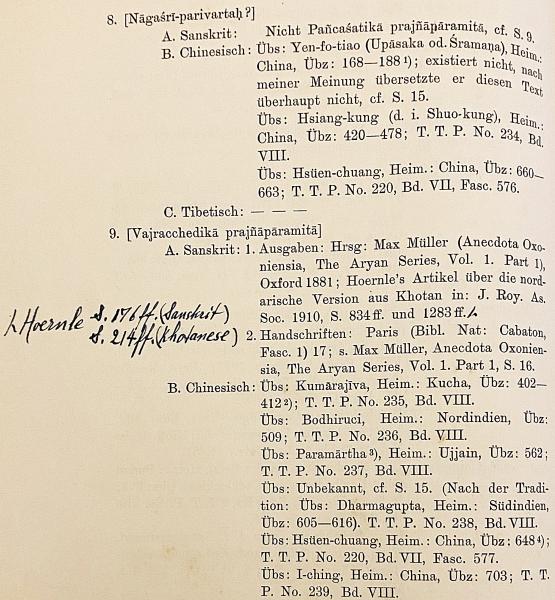 8. [Nāgaśrī-parivartaḥ?]
A. Sanskrit: Nicht Pañcaśatikā prajñāpāramitā, cf. S. 9.
B. Chinesisch: Übs: Yen-fo-tiao (Upāsaka od. Śramaṇa), Heim.:
China, Übz: 168—188¹); existiert nicht, nach
meiner Meinung übersetzte er diesen Text
überhaupt nicht, cf. S. 15.
Übs: Hsiang-kung (d. i. Shuo-kung), Heim.:
China, Übz: 420—478; T. T. P. No. 234, Bd.
VIII.
Übs: Hsüen-chuang, Heim.: China, Übz: 660—
663; T. T. P. No. 220, Bd. VII, Fasc. 576.
C. Tibetisch: — — —
9. [Vajracchedikā prajñāpāramitā]
A. Sanskrit: 1. Ausgaben: Hrsg: Max Müller (Anecdota Oxo-
niensia, The Aryan Series, Vol. 1. Part 1),
Oxford 1881; Hoernle's Artikel über die nord-
arische Version aus Khotan in: J. Roy. As.
Soc. 1910, S. 834 ff. und 1283 ff.
Hoernle S. 176 ff. (Sanskrit)
S. 214 ff. (Khotanese)
2. Handschriften: Paris (Bibl. Nat: Cabaton,
Fasc. 1) 17; s. Max Müller, Anecdota Oxonien-
sia, The Aryan Series, Vol. 1. Part 1, S. 16.
B. Chinesisch: Übs: Kumārajīva, Heim.: Kucha, Übz: 402—
412²); T. T. P. No. 235, Bd. VIII.
Übs: Bodhiruci, Heim.: Nordindien, Übz:
509; T. T. P. No. 236, Bd. VIII.
Übs: Paramārtha³), Heim.: Ujjain, Übz: 562;
T. T. P. No. 237, Bd. VIII.
Übs: Unbekannt, cf. S. 15. (Nach der Tradi-
tion: Übs: Dharmagupta, Heim.: Südindien,
Übz: 605—616). T. T. P. No. 238, Bd. VIII.
Übs: Hsüen-chuang, Heim.: China, Übz: 648⁴);
T. T. P. No. 220, Bd. VII, Fasc. 577.
Übs: I-ching, Heim.: China, Übz: 703; T. T.
P. No. 239, Bd. VIII.